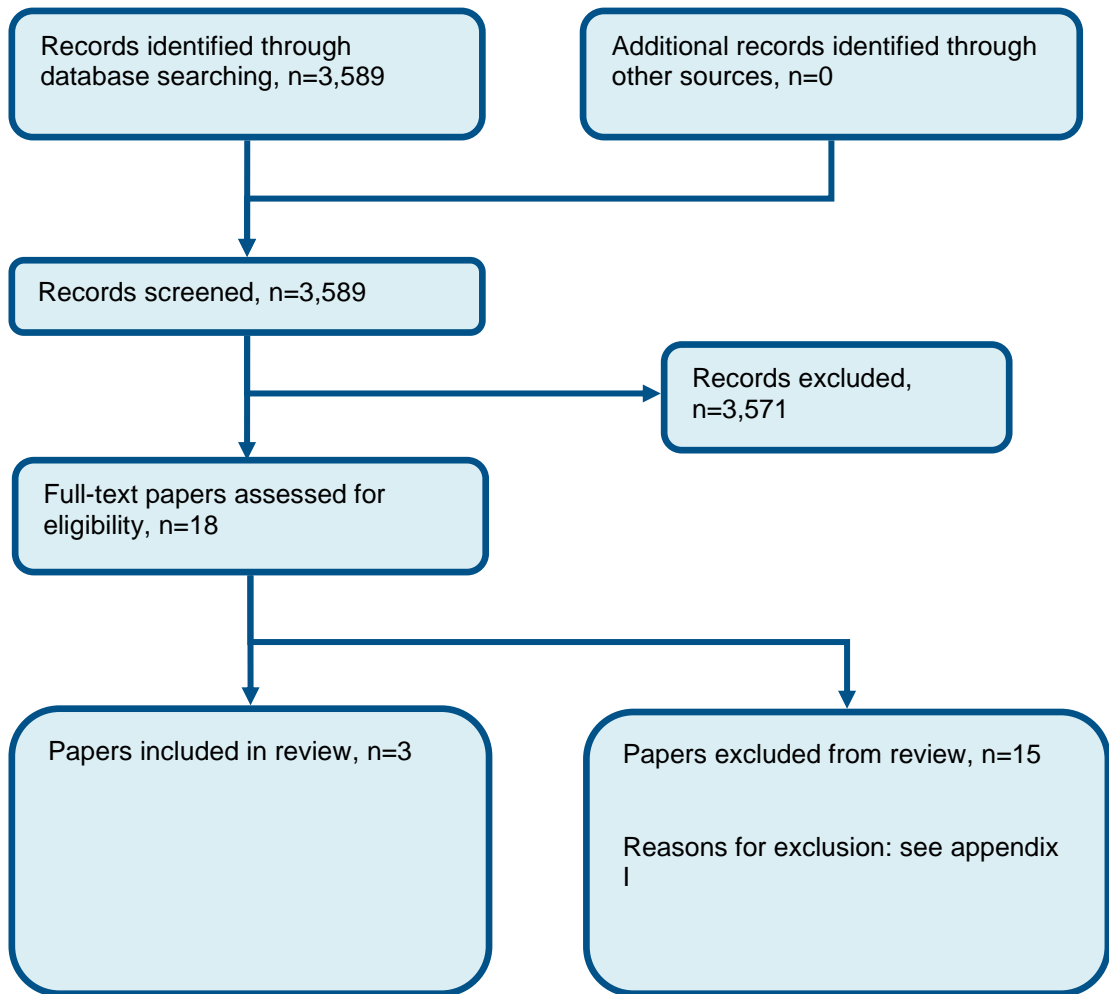 Records identified through
database searching, n=3,589
Additional records identified through
other sources, n=0
Records screened, n=3,589
Records excluded,
n=3,571
Full-text papers assessed for
eligibility, n=18
Papers included in review, n=3
Papers excluded from review, n=15
Reasons for exclusion: see appendix
I